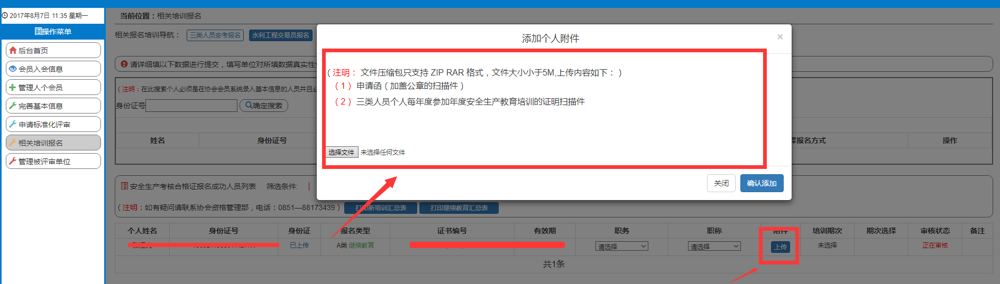 2017年8月7日 11:35 星期一
操作菜单
后台首页
会员入会信息
管理人个会员
完善基本信息
申请标准化评审
相关培训报名
管理被评审单位
当前位置：相关培训报名
相关报名培训导航：
三类人员安考报名
水利工程交易员报名
请详细填以下数据进行提交，填写单位对所填数据真实性
（注明：在此搜索个人必须是在协会会员系统录入基本信息的人员并且必
身份证号
确定搜索
姓名
身份证号
报名方式
操作
添加个人附件
×
（注明： 文件压缩包只支持 ZIP RAR 格式，文件大小小于5M,上传内容如下：）
（1）申请函（加盖公章的扫描件）
（2） 三类人员个人每年度参加年度安全生产教育培训的证明扫描件
选择文件 未选择任何文件
关闭
确认添加
安全生产考核合格证报名成功人员列表 筛选条件:
（注明：如有疑问请联系协会资格管理部，电话：0851—88173439）
打印新培训汇总表
打印继续教育汇总表
个人姓名 身份证号 身份证 报名类型 证书编号 有效期 职务 职称 附件 培训期次 期次选择 审核状态 备注
已上传 A类 继续教育 请选择 请选择 上传 未选择 正在审核
共1条